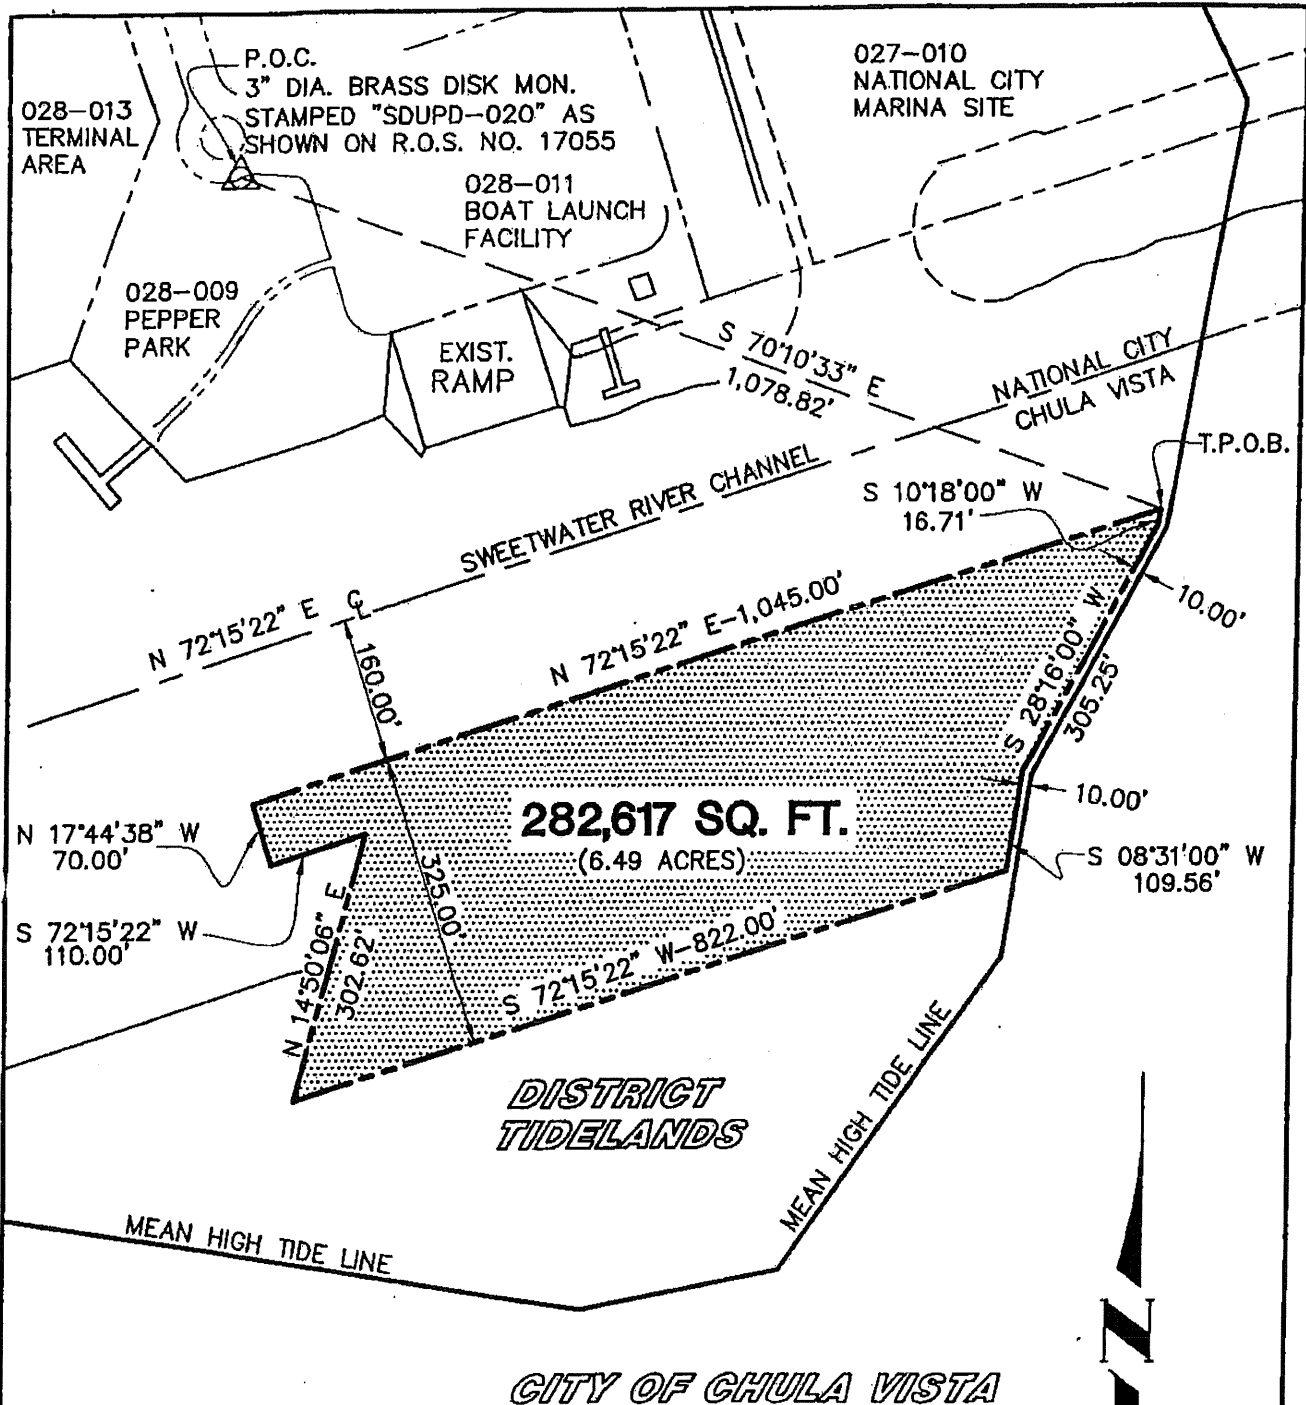 P.O.C.
3" DIA. BRASS DISK MON.
STAMPED "SDUPD-020" AS
SHOWN ON R.O.S. NO. 17055
027-010
NATIONAL CITY
MARINA SITE
028-013
TERMINAL
AREA
028-011
BOAT LAUNCH
FACILITY
028-009
PEPPER
PARK
EXIST.
RAMP
S 70°10'33" E
1,078.82'
NATIONAL CITY
CHULA VISTA
T.P.O.B.
SWEETWATER RIVER CHANNEL
S 10°18'00" W
16.71'
N 72°15'22" E ℄
160.00'
N 72°15'22" E-1,045.00'
10.00'
S 28°16'00" W
305.25'
10.00'
282,617 SQ. FT.
(6.49 ACRES)
N 17°44'38" W
70.00'
325.00'
S 08°31'00" W
109.56'
S 72°15'22" W
110.00'
N 14°50'06" E
302.62'
S 72°15'22" W-822.00'
DISTRICT
TIDELANDS
MEAN HIGH TIDE LINE
MEAN HIGH TIDE LINE
N
CITY OF CHULA VISTA